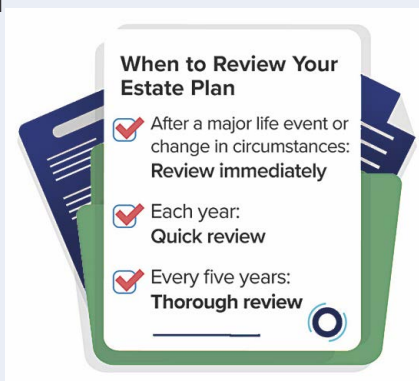 When to Review Your
Estate Plan
After a major life event or
change in circumstances:
Review immediately
Each year:
Quick review
Every five years:
Thorough review